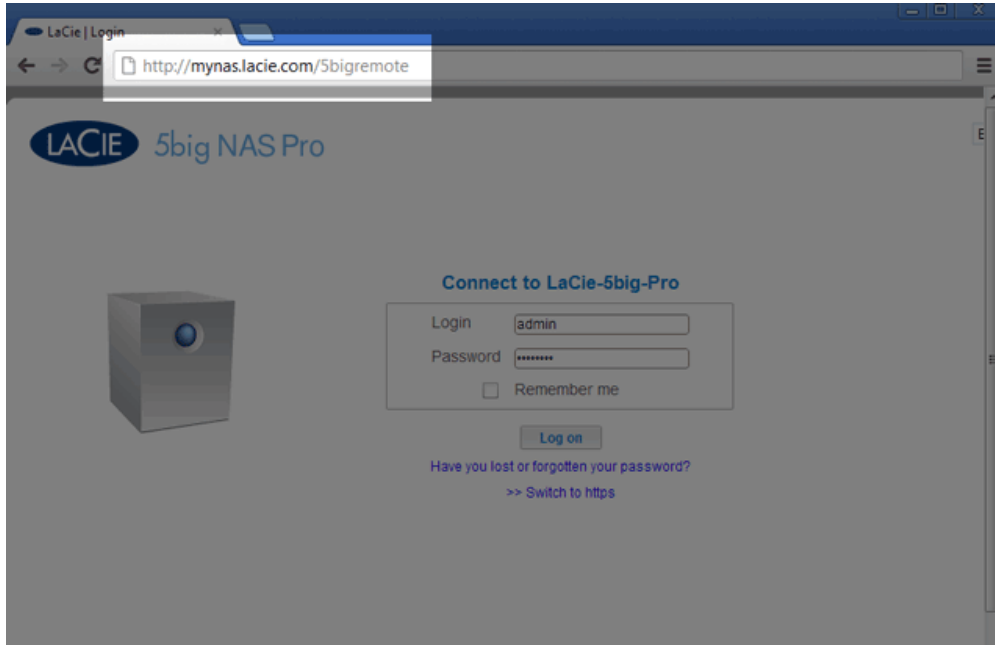 LaCie | Login
http://mynas.lacie.com/5bigremote
LACIE 5big NAS Pro
E
Connect to LaCie-5big-Pro
Login admin
Password ••••••••
Remember me
Log on
Have you lost or forgotten your password?
>> Switch to https